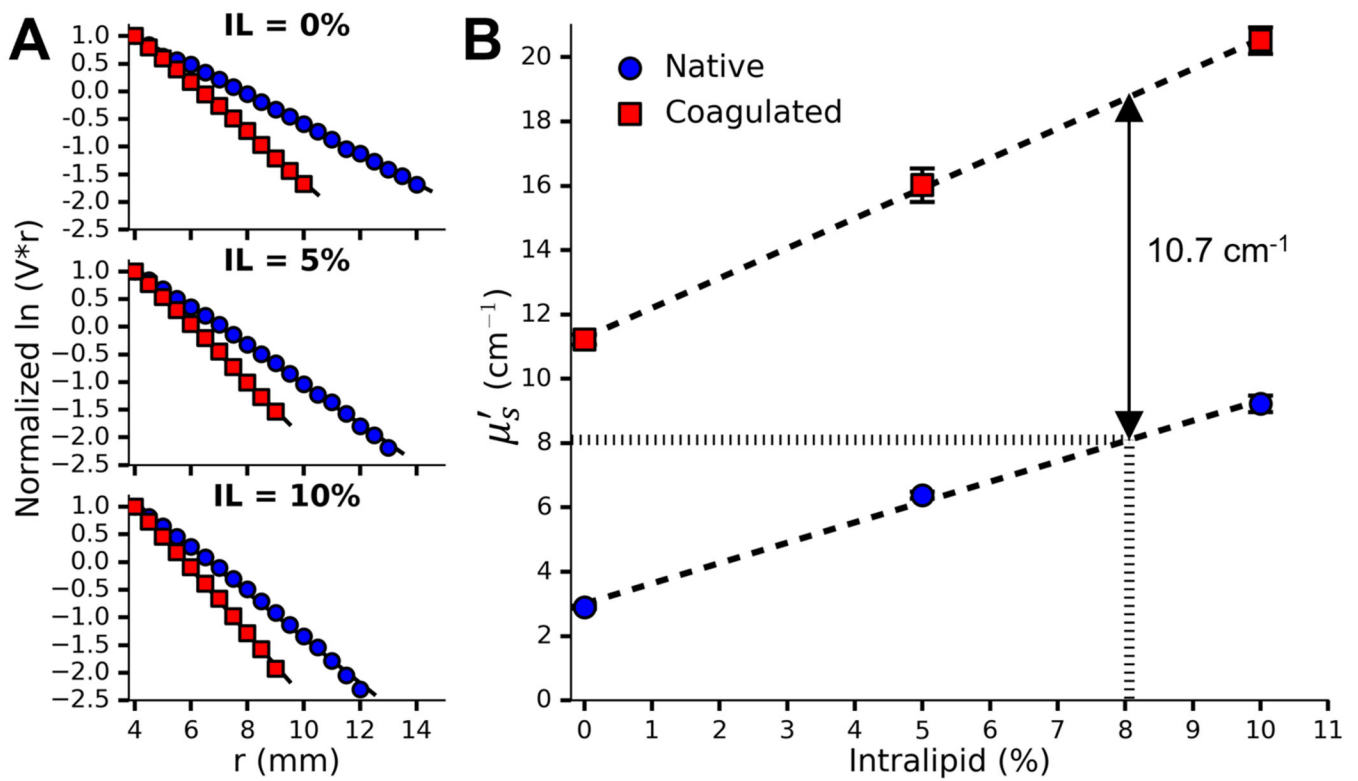 A
IL = 0%
1.0
0.5
0.0
-0.5
-1.0
-1.5
-2.0
-2.5
IL = 5%
1.0
0.5
0.0
−0.5
−1.0
−1.5
−2.0
−2.5
IL = 10%
1.0
0.5
0.0
−0.5
−1.0
−1.5
−2.0
−2.5
4 6 8 10 12 14
r (mm)
Normalized ln (V*r)
B
Native
Coagulated
10.7 cm⁻¹
20
18
16
14
12
10
8
6
4
2
0
0 1 2 3 4 5 6 7 8 9 10 11
Intralipid (%)
μ′ₛ (cm⁻¹)